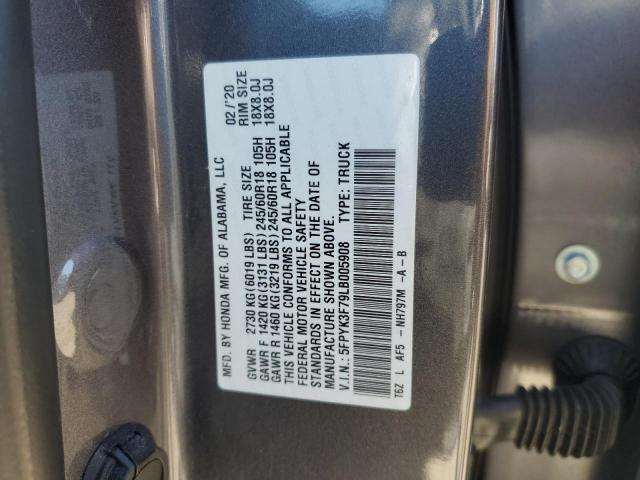 MFD. BY HONDA MFG. OF ALABAMA, LLC 02/'20
GVWR 2730 KG(6019 LBS) TIRE SIZE RIM SIZE
GAWR F 1420 KG(3131 LBS) 245/60R18 105H 18X8.0J
GAWR R 1460 KG(3219 LBS) 245/60R18 105H 18X8.0J
THIS VEHICLE CONFORMS TO ALL APPLICABLE
FEDERAL MOTOR VEHICLE SAFETY
STANDARDS IN EFFECT ON THE DATE OF
MANUFACTURE SHOWN ABOVE.
V.I.N.: 5FPYK3F79LB005908 TYPE: TRUCK
T6Z L AF5 - NH797M -A-B